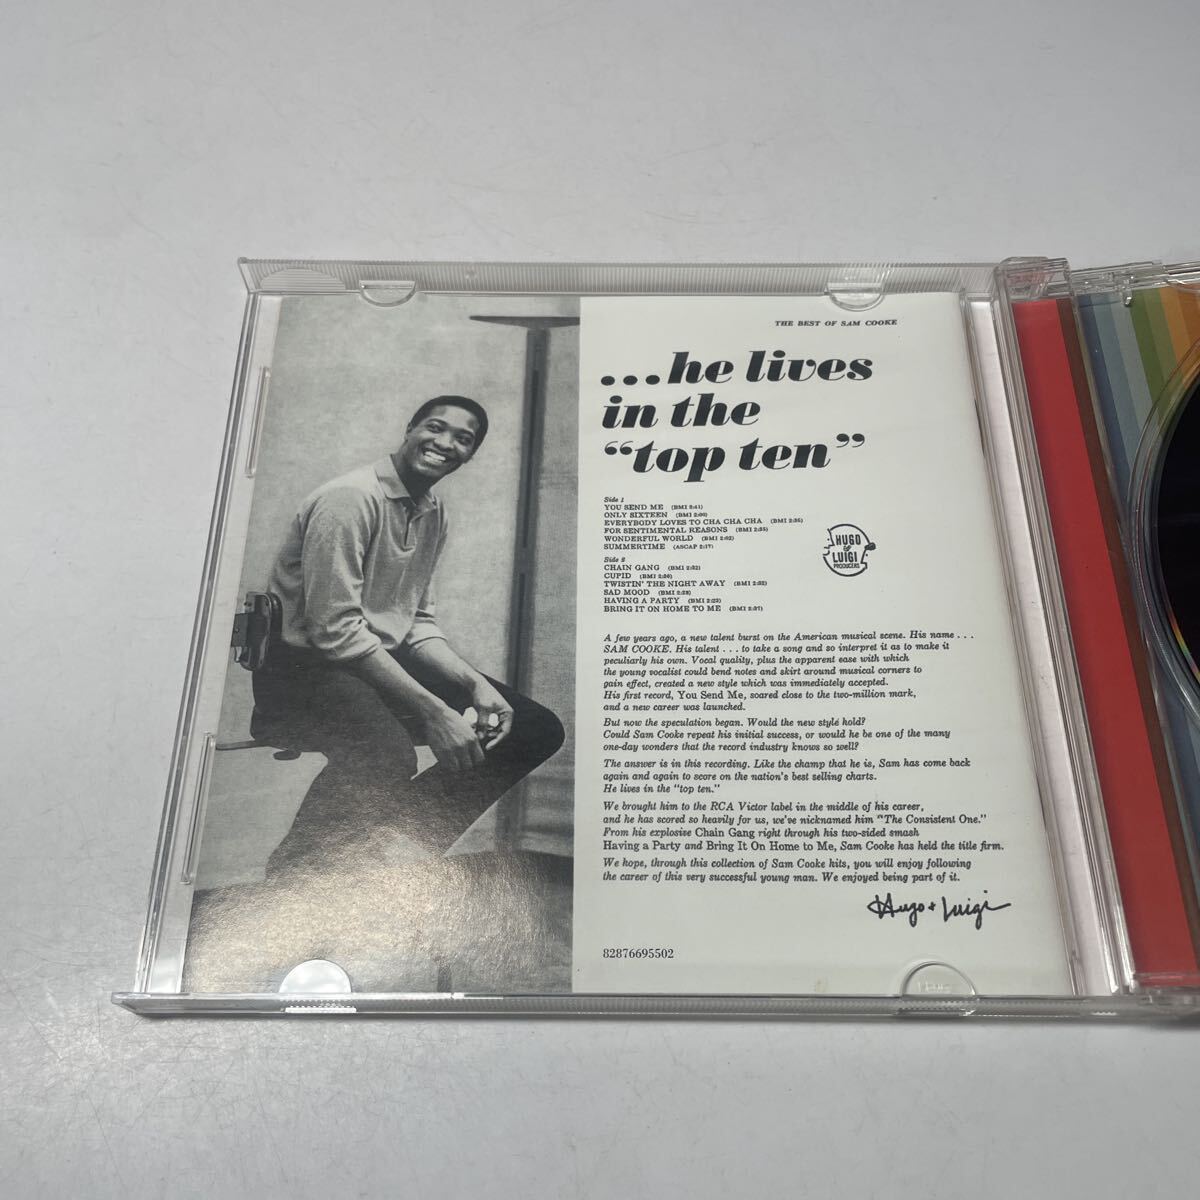 THE BEST OF SAM COOKE
...he lives
in the
“top ten”
Side 1
YOU SEND ME (BMI 2:41)
ONLY SIXTEEN (BMI 2:00)
EVERYBODY LOVES TO CHA CHA CHA (BMI 2:35)
FOR SENTIMENTAL REASONS (BMI 2:35)
WONDERFUL WORLD (BMI 2:02)
SUMMERTIME (ASCAP 2:17)
HUGO
&
LUIGI
PRODUCERS
Side 2
CHAIN GANG (BMI 2:32)
CUPID (BMI 2:30)
TWISTIN' THE NIGHT AWAY (BMI 2:32)
SAD MOOD (BMI 2:28)
HAVING A PARTY (BMI 2:23)
BRING IT ON HOME TO ME (BMI 2:37)
A few years ago, a new talent burst on the American musical scene. His name . . .
SAM COOKE. His talent . . . to take a song and so interpret it as to make it
peculiarly his own. Vocal quality, plus the apparent ease with which
the young vocalist could bend notes and skirt around musical corners to
gain effect, created a new style which was immediately accepted.
His first record, You Send Me, soared close to the two-million mark,
and a new career was launched.
But now the speculation began. Would the new style hold?
Could Sam Cooke repeat his initial success, or would he be one of the many
one-day wonders that the record industry knows so well?
The answer is in this recording. Like the champ that he is, Sam has come back
again and again to score on the nation's best selling charts.
He lives in the "top ten."
We brought him to the RCA Victor label in the middle of his career,
and he has scored so heavily for us, we've nicknamed him "The Consistent One."
From his explosive Chain Gang right through his two-sided smash
Having a Party and Bring It On Home to Me, Sam Cooke has held the title firm.
We hope, through this collection of Sam Cooke hits, you will enjoy following
the career of this very successful young man. We enjoyed being part of it.
Hugo + Luigi
82876695502